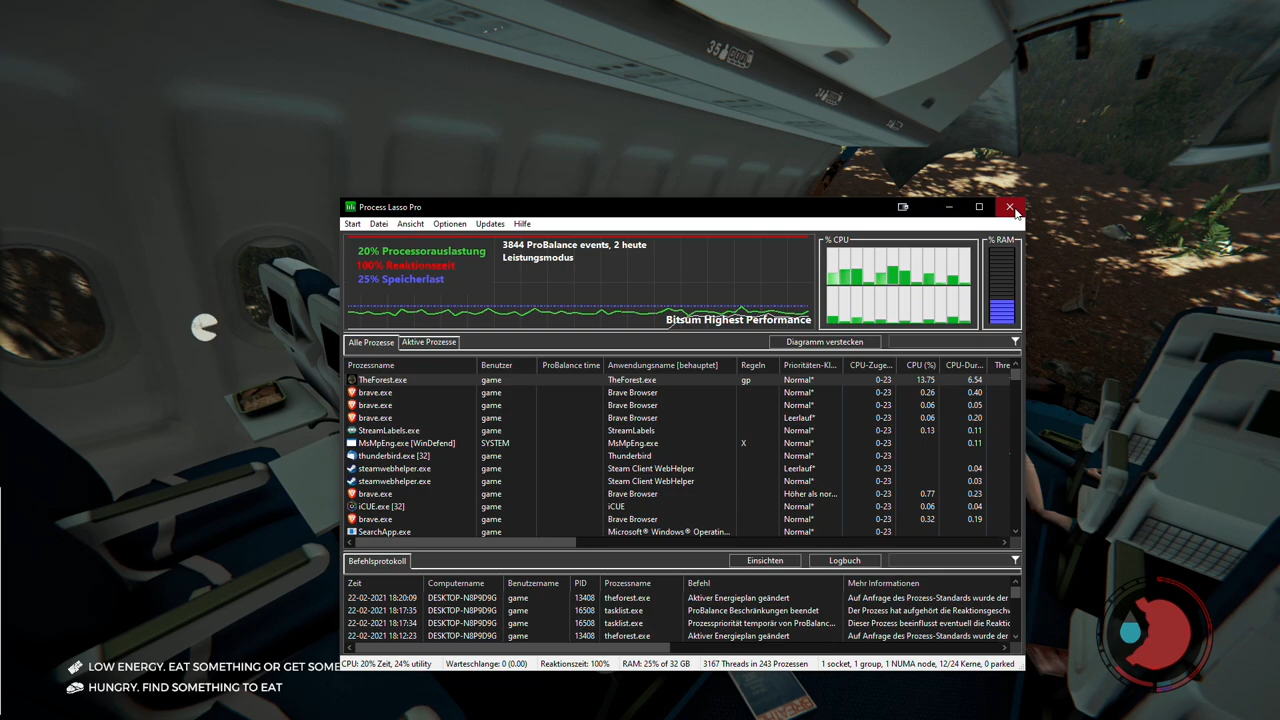 35
34
Process Lasso Pro
Start Datei Ansicht Optionen Updates Hilfe
20% Processorauslastung
100% Reaktionszeit
25% Speicherlast
3844 ProBalance events, 2 heute
Leistungsmodus
Bitsum Highest Performance
% CPU
% RAM
Alle Prozesse Aktive Prozesse Diagramm verstecken
Prozessname Benutzer ProBalance time Anwendungsname [behauptet] Regeln Prioritäten-Kl... CPU-Zuge... CPU (%) CPU-Dur... Thre
TheForest.exe game TheForest.exe gp Normal* 0-23 13.75 6.54
brave.exe game Brave Browser Normal* 0-23 0.26 0.40
brave.exe game Brave Browser Normal* 0-23 0.06 0.05
brave.exe game Brave Browser Leerlauf* 0-23 0.06 0.20
StreamLabels.exe game StreamLabels Normal* 0-23 0.13 0.11
MsMpEng.exe [WinDefend] SYSTEM MsMpEng.exe X Normal* 0-23 0.11
thunderbird.exe [32] game Thunderbird Normal* 0-23
steamwebhelper.exe game Steam Client WebHelper Leerlauf* 0-23 0.04
steamwebhelper.exe game Steam Client WebHelper Normal* 0-23 0.03
brave.exe game Brave Browser Höher als nor... 0-23 0.77 0.23
iCUE.exe [32] game iCUE Normal* 0-23 0.06 0.04
brave.exe game Brave Browser Normal* 0-23 0.32 0.19
SearchApp.exe game Microsoft® Windows® Operatin... Normal* 0-23
Befehlsprotokoll Einsichten Logbuch
Zeit Computername Benutzername PID Prozessname Befehl Mehr Informationen
22-02-2021 18:20:09 DESKTOP-N8P9D9G game 13408 theforest.exe Aktiver Energieplan geändert Auf Anfrage des Prozess-Standards wurde der
22-02-2021 18:17:35 DESKTOP-N8P9D9G game 16508 tasklist.exe ProBalance Beschränkungen beendet Der Prozess hat aufgehört die Reaktionsgesch
22-02-2021 18:17:34 DESKTOP-N8P9D9G game 16508 tasklist.exe Prozesspriorität temporär von ProBalanc... Dieser Prozess beeinflusst eventuell die Reakti
22-02-2021 18:12:23 DESKTOP-N8P9D9G game 13408 theforest.exe Aktiver Energieplan geändert Auf Anfrage des Prozess-Standards wurde der
CPU: 20% Zeit, 24% utility Warteschlange: 0 (0.00) Reaktionszeit: 100% RAM: 25% of 32 GB 3167 Threads in 243 Prozessen 1 socket, 1 group, 1 NUMA node, 12/24 Kerne, 0 parked
LOW ENERGY. EAT SOMETHING OR GET SOME
HUNGRY. FIND SOMETHING TO EAT